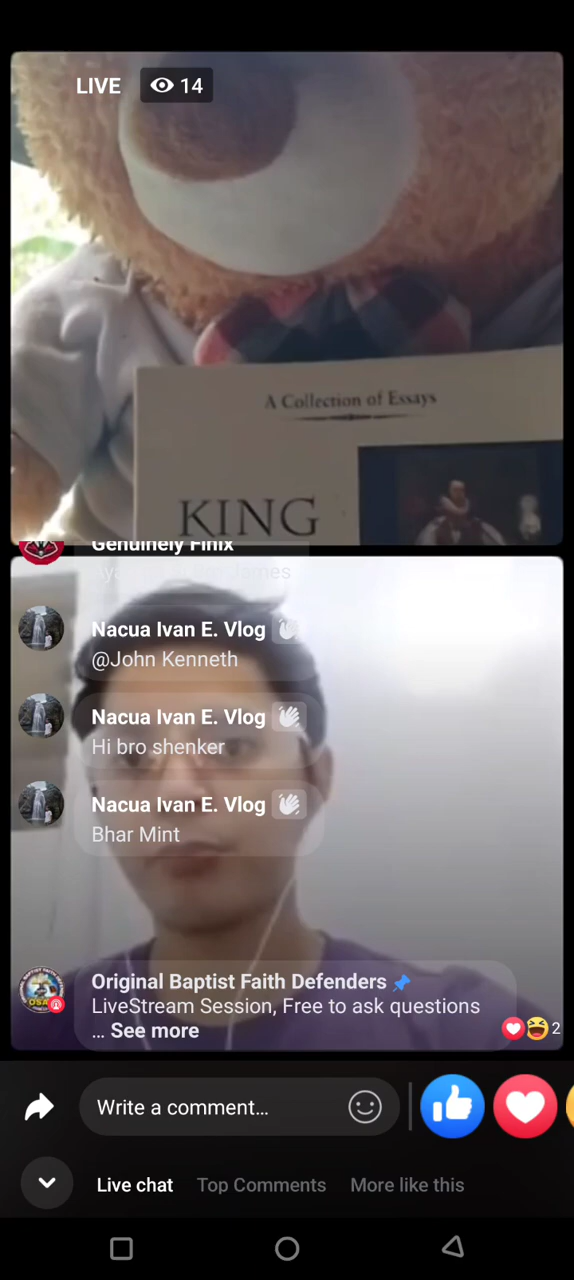 LIVE
14
A Collection of Essays
KING
Genuinely Finix
Nacua Ivan E. Vlog
@John Kenneth
Nacua Ivan E. Vlog
Hi bro shenker
Nacua Ivan E. Vlog
Bhar Mint
Original Baptist Faith Defenders
LiveStream Session, Free to ask questions
... See more
2
Write a comment...
Live chat
Top Comments
More like this